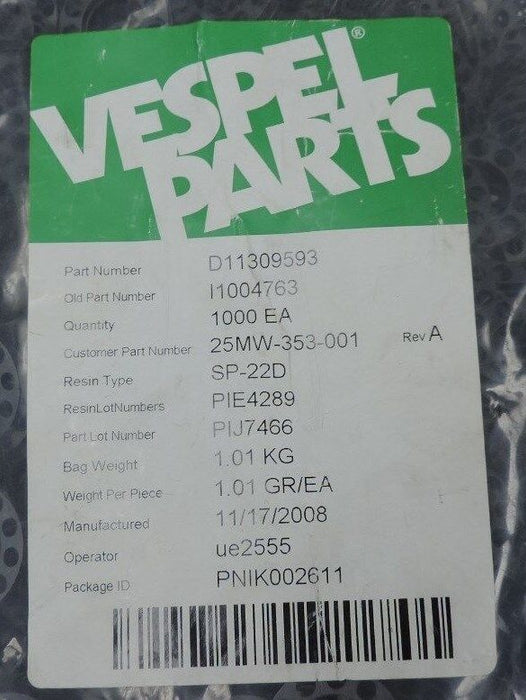 VESPEL®
PARTS
Part Number D11309593
Old Part Number I1004763
Quantity 1000 EA
Customer Part Number 25MW-353-001 Rev A
Resin Type SP-22D
ResinLotNumbers PIE4289
Part Lot Number PIJ7466
Bag Weight 1.01 KG
Weight Per Piece 1.01 GR/EA
Manufactured 11/17/2008
Operator ue2555
Package ID PNIK002611